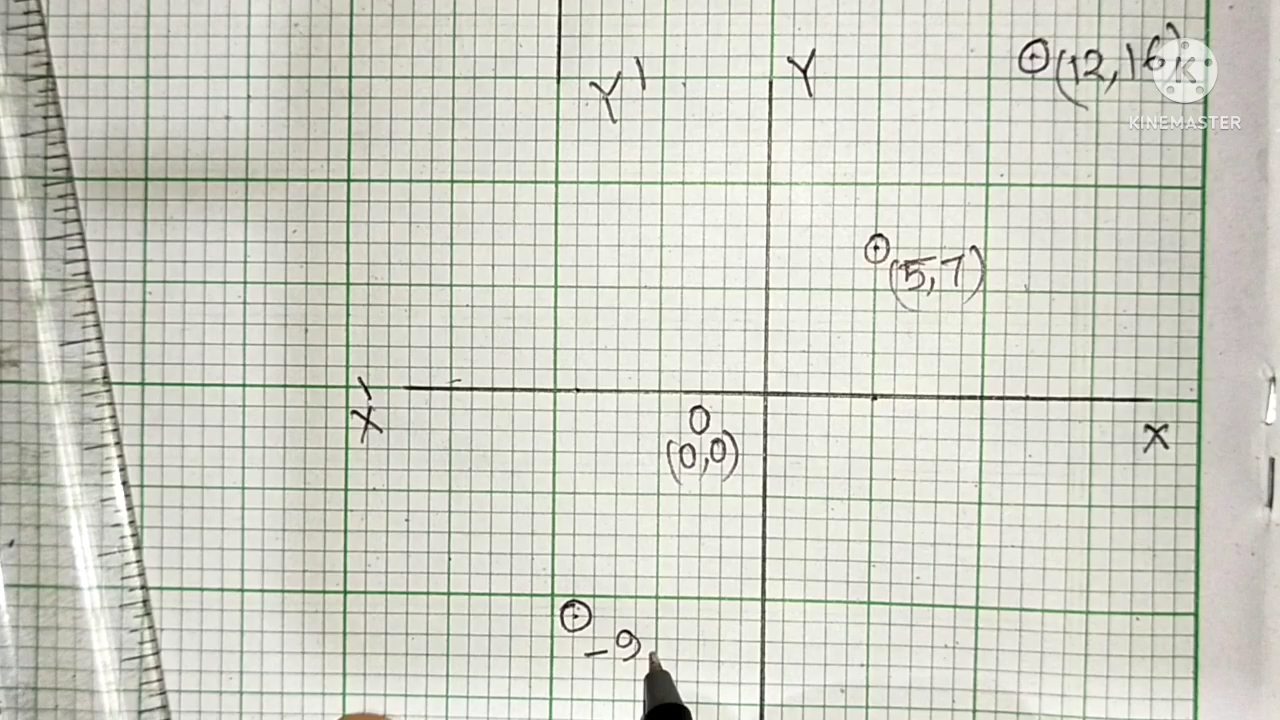 Y'
Y
(12,16)
KINEMASTER
(5,7)
X'
O
(0,0)
X
-9